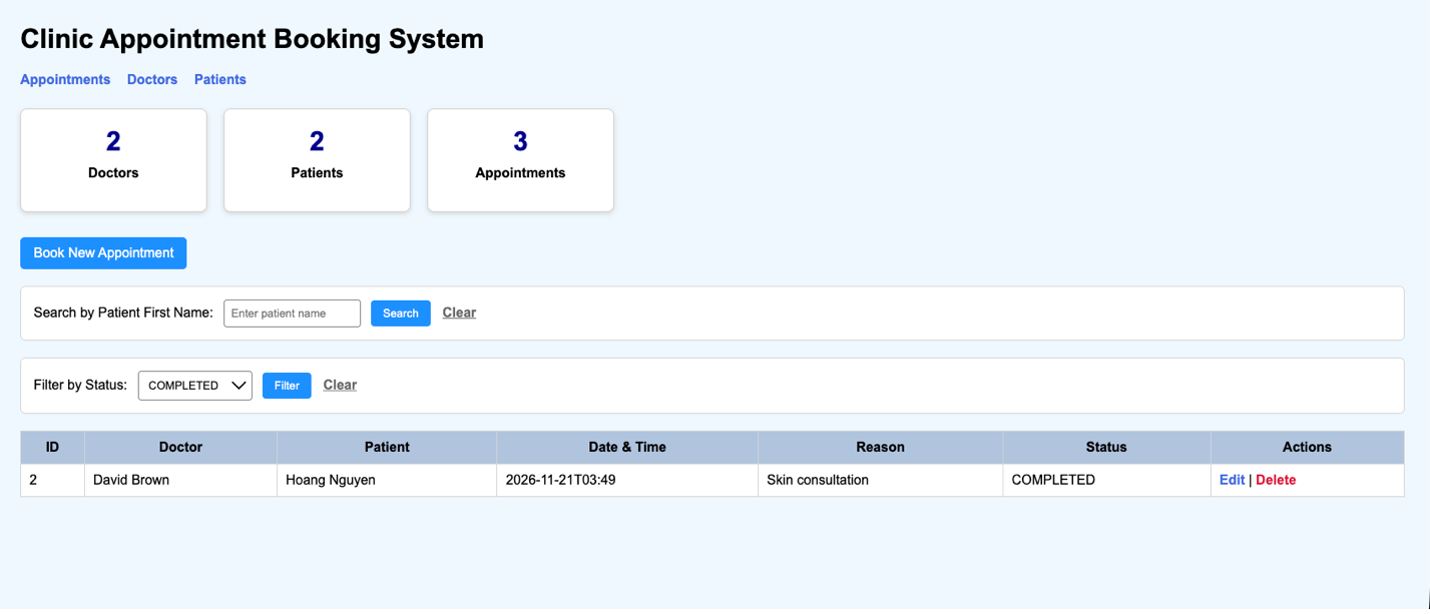 Clinic Appointment Booking System
Appointments Doctors Patients
2 2 3
Doctors Patients Appointments
Book New Appointment
Search by Patient First Name: Enter patient name Search Clear
Filter by Status: COMPLETED Filter Clear
ID Doctor Patient Date & Time Reason Status Actions
2 David Brown Hoang Nguyen 2026-11-21T03:49 Skin consultation COMPLETED Edit | Delete